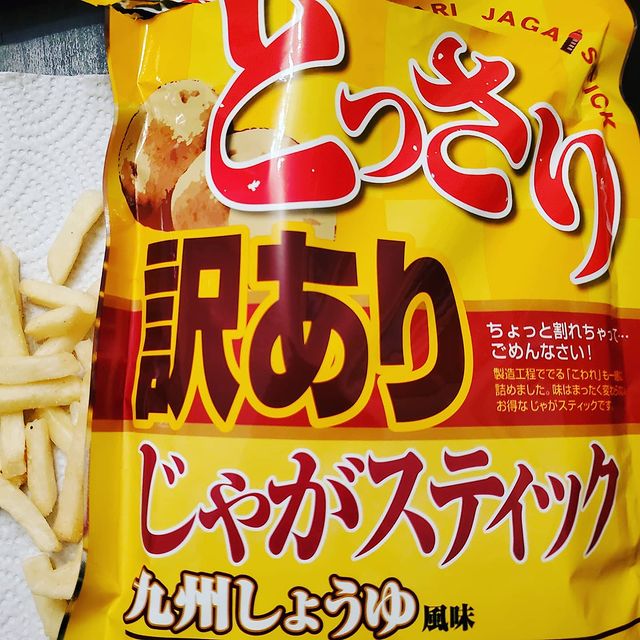 ARI JAGA STICK
どっさり
訳あり
ちょっと割れちゃって…
ごめんなさい！
製造工程ででる「こわれ」も一緒に
詰めました。味はまったく変わらない
お得なじゃがスティックです。
じゃがスティック
九州しょうゆ風味